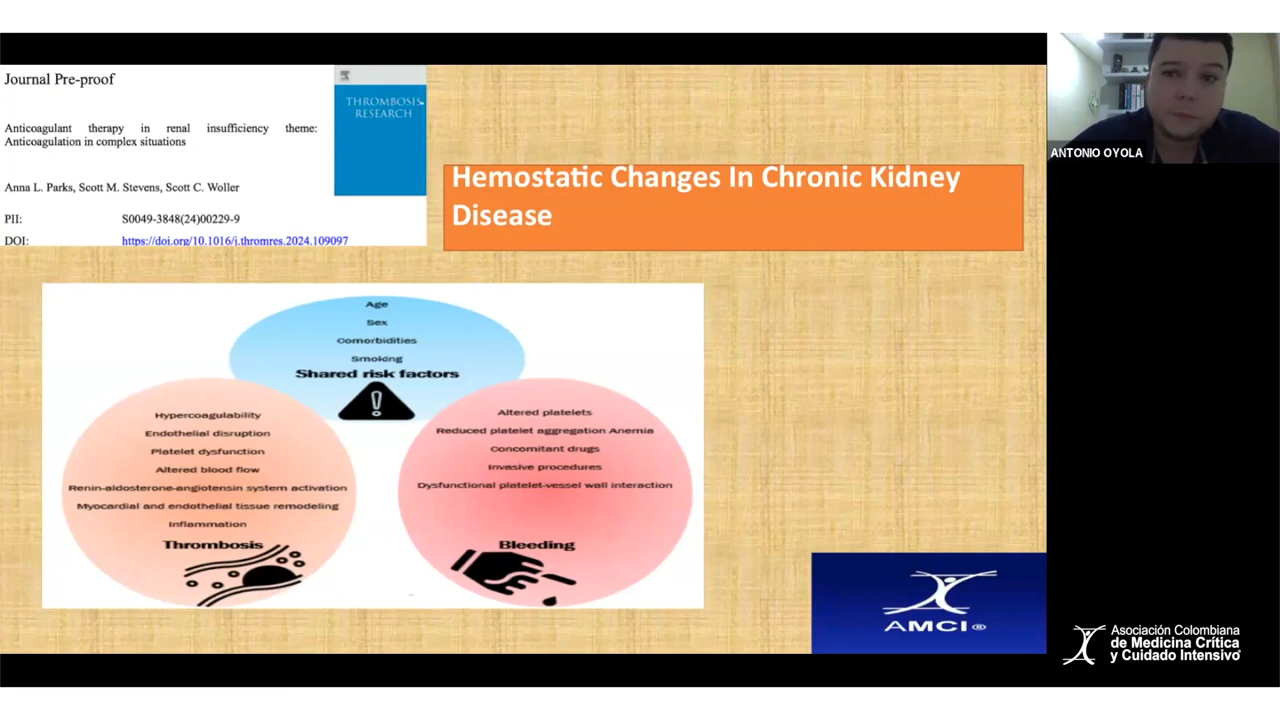 Journal Pre-proof
THROMBOSIS
RESEARCH
Anticoagulant therapy in renal insufficiency theme:
Anticoagulation in complex situations
Anna L. Parks, Scott M. Stevens, Scott C. Woller
PII: S0049-3848(24)00229-9
DOI: https://doi.org/10.1016/j.thromres.2024.109097
Hemostatic Changes In Chronic Kidney
Disease
ANTONIO OYOLA
Age
Sex
Comorbidities
Smoking
Shared risk factors
Hypercoagulability
Endothelial disruption
Platelet dysfunction
Altered blood flow
Renin-aldosterone-angiotensin system activation
Myocardial and endothelial tissue remodeling
Inflammation
Thrombosis
Altered platelets
Reduced platelet aggregation Anemia
Concomitant drugs
Invasive procedures
Dysfunctional platelet-vessel wall interaction
Bleeding
AMCI®
Asociación Colombiana
de Medicina Crítica
y Cuidado Intensivo